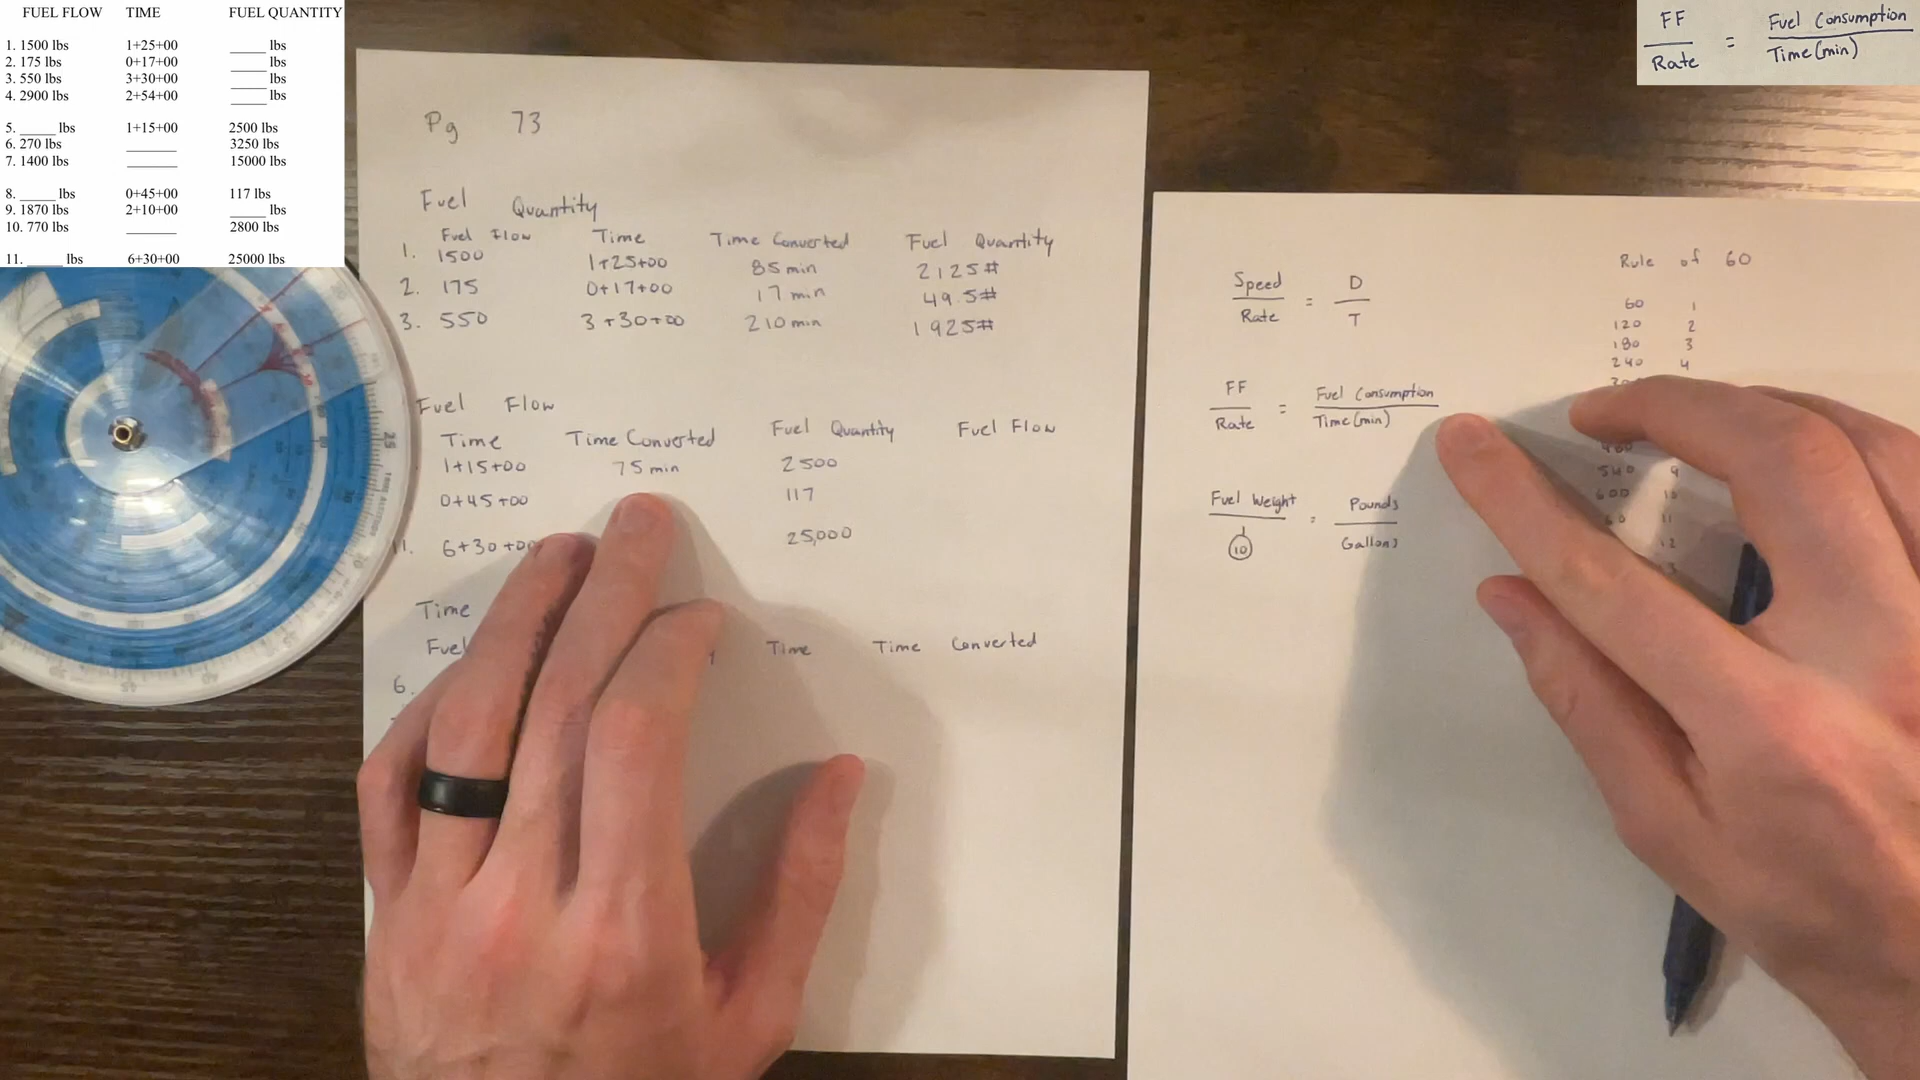 FUEL FLOW TIME FUEL QUANTITY
1. 1500 lbs 1+25+00 _____ lbs
2. 175 lbs 0+17+00 _____ lbs
3. 550 lbs 3+30+00 _____ lbs
4. 2900 lbs 2+54+00 _____ lbs
5. _____ lbs 1+15+00 2500 lbs
6. 270 lbs _______ 3250 lbs
7. 1400 lbs _______ 15000 lbs
8. _____ lbs 0+45+00 117 lbs
9. 1870 lbs 2+10+00 _____ lbs
10. 770 lbs _______ 2800 lbs
11. _____ lbs 6+30+00 25000 lbs
FF = Fuel Consumption
Rate Time (min)
Pg 73
Fuel Quantity
Fuel Flow Time Time Converted Fuel Quantity
1. 1500 1+25+00 85 min 2125#
2. 175 0+17+00 17 min 49.5#
3. 550 3+30+00 210 min 1925#
Fuel Flow
Time Time Converted Fuel Quantity Fuel Flow
1+15+00 75 min 2500
0+45+00 117
11. 6+30+00 25,000
Time
Fuel Time Time Converted
6.
Speed = D
Rate T
FF = Fuel Consumption
Rate Time (min)
Fuel Weight = Pounds
10 Gallons
Rule of 60
60 1
120 2
180 3
240 4
540 9
600 10
11
12
25